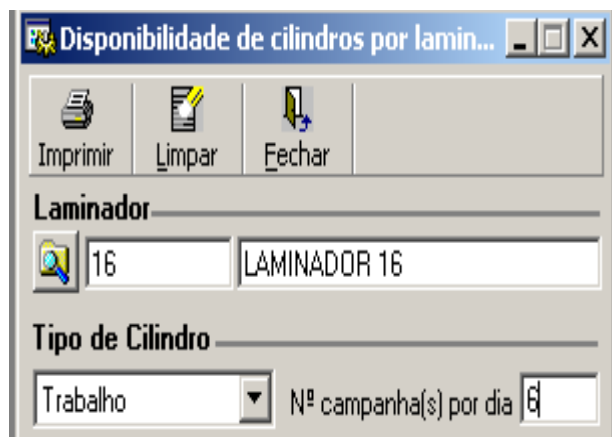 Disponibilidade de cilindros por lamin...
Imprimir Limpar Fechar
Laminador
16 LAMINADOR 16
Tipo de Cilindro
Trabalho Nº campanha(s) por dia 6